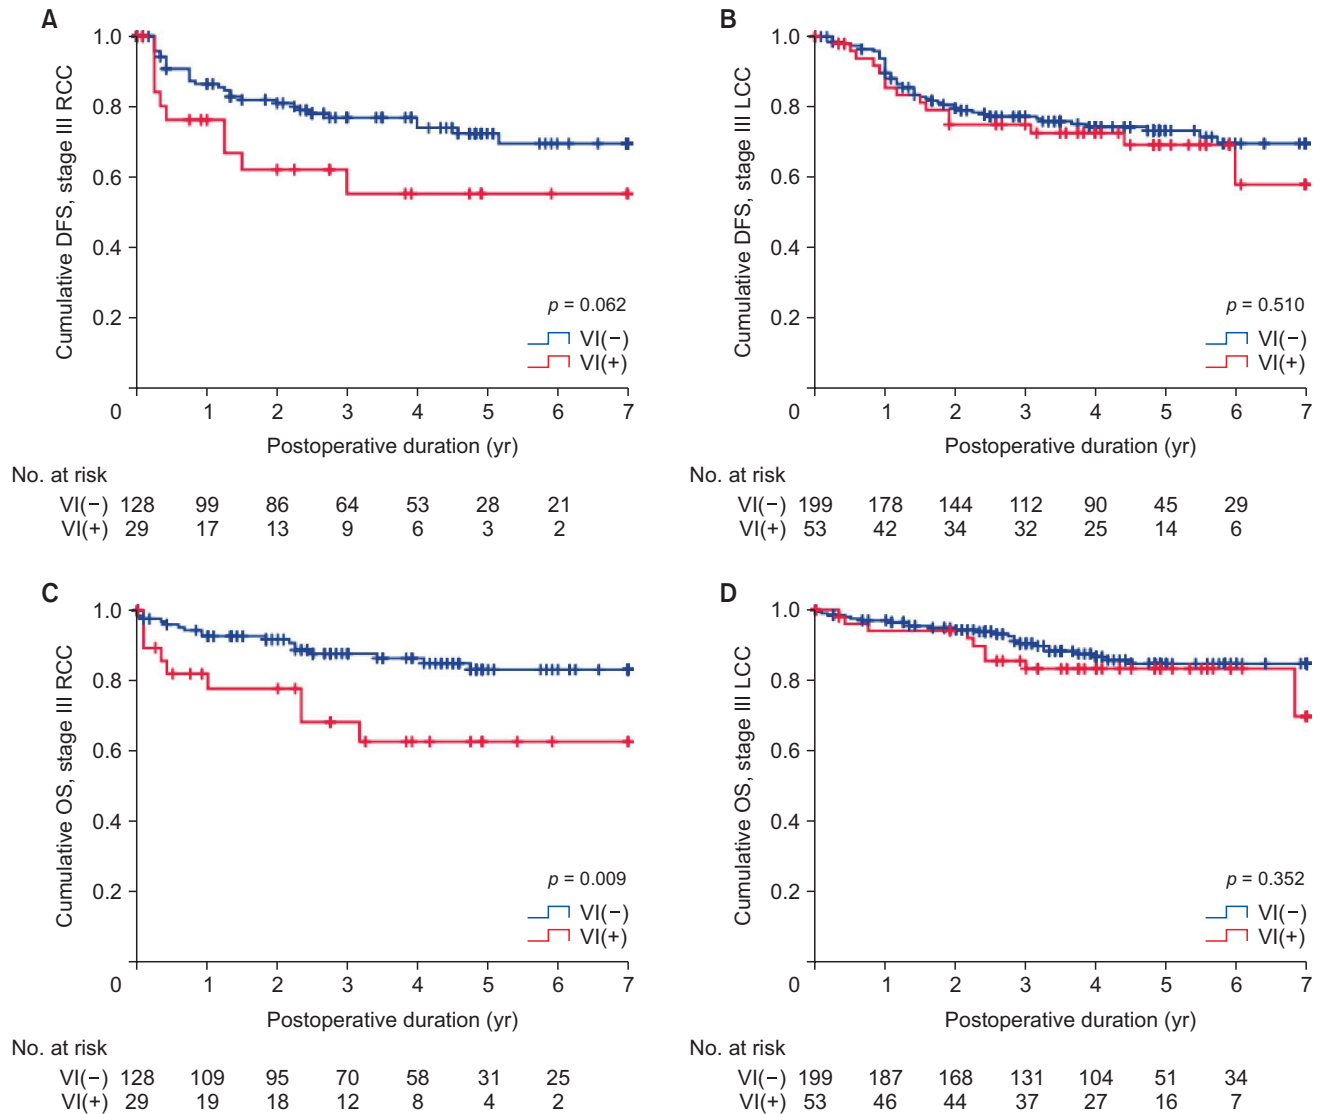 A
Cumulative DFS, stage III RCC
1.0
0.8
0.6
0.4
0.2
p = 0.062
VI(−)
VI(+)
0 1 2 3 4 5 6 7
Postoperative duration (yr)
No. at risk
VI(−) 128 99 86 64 53 28 21
VI(+) 29 17 13 9 6 3 2
B
Cumulative DFS, stage III LCC
1.0
0.8
0.6
0.4
0.2
p = 0.510
VI(−)
VI(+)
0 1 2 3 4 5 6 7
Postoperative duration (yr)
No. at risk
VI(−) 199 178 144 112 90 45 29
VI(+) 53 42 34 32 25 14 6
C
Cumulative OS, stage III RCC
1.0
0.8
0.6
0.4
0.2
p = 0.009
VI(−)
VI(+)
0 1 2 3 4 5 6 7
Postoperative duration (yr)
No. at risk
VI(−) 128 109 95 70 58 31 25
VI(+) 29 19 18 12 8 4 2
D
Cumulative OS, stage III LCC
1.0
0.8
0.6
0.4
0.2
p = 0.352
VI(−)
VI(+)
0 1 2 3 4 5 6 7
Postoperative duration (yr)
No. at risk
VI(−) 199 187 168 131 104 51 34
VI(+) 53 46 44 37 27 16 7